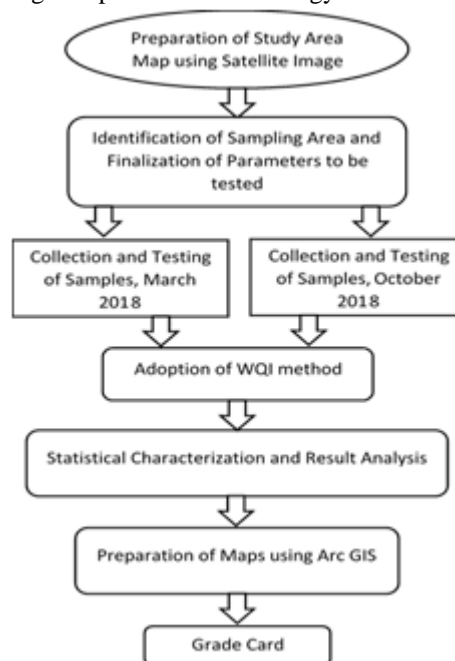 Preparation of Study Area
Map using Satellite Image
Identification of Sampling Area and
Finalization of Parameters to be
tested
Collection and Testing
of Samples, March
2018
Collection and Testing
of Samples, October
2018
Adoption of WQI method
Statistical Characterization and Result Analysis
Preparation of Maps using Arc GIS
Grade Card